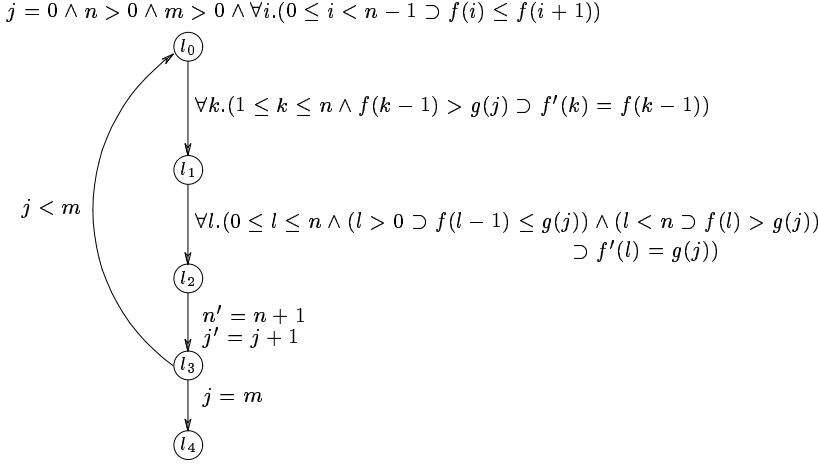 j = 0 ∧ n > 0 ∧ m > 0 ∧ ∀i.(0 ≤ i < n − 1 ⊃ f(i) ≤ f(i + 1))
l₀
∀k.(1 ≤ k ≤ n ∧ f(k − 1) > g(j) ⊃ f′(k) = f(k − 1))
l₁
j < m
∀l.(0 ≤ l ≤ n ∧ (l > 0 ⊃ f(l − 1) ≤ g(j)) ∧ (l < n ⊃ f(l) > g(j))
⊃ f′(l) = g(j))
l₂
n′ = n + 1
j′ = j + 1
l₃
j = m
l₄